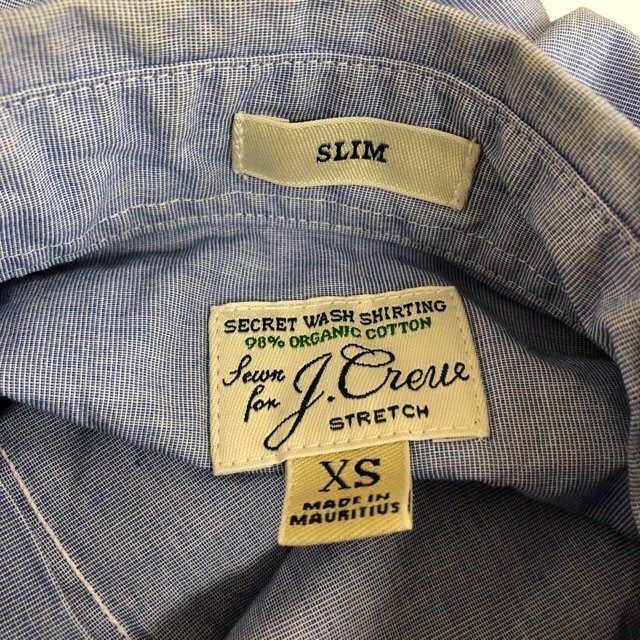 SLIM
SECRET WASH SHIRTING
98% ORGANIC COTTON
Sewn for J.Crew
STRETCH
XS
MADE IN
MAURITIUS